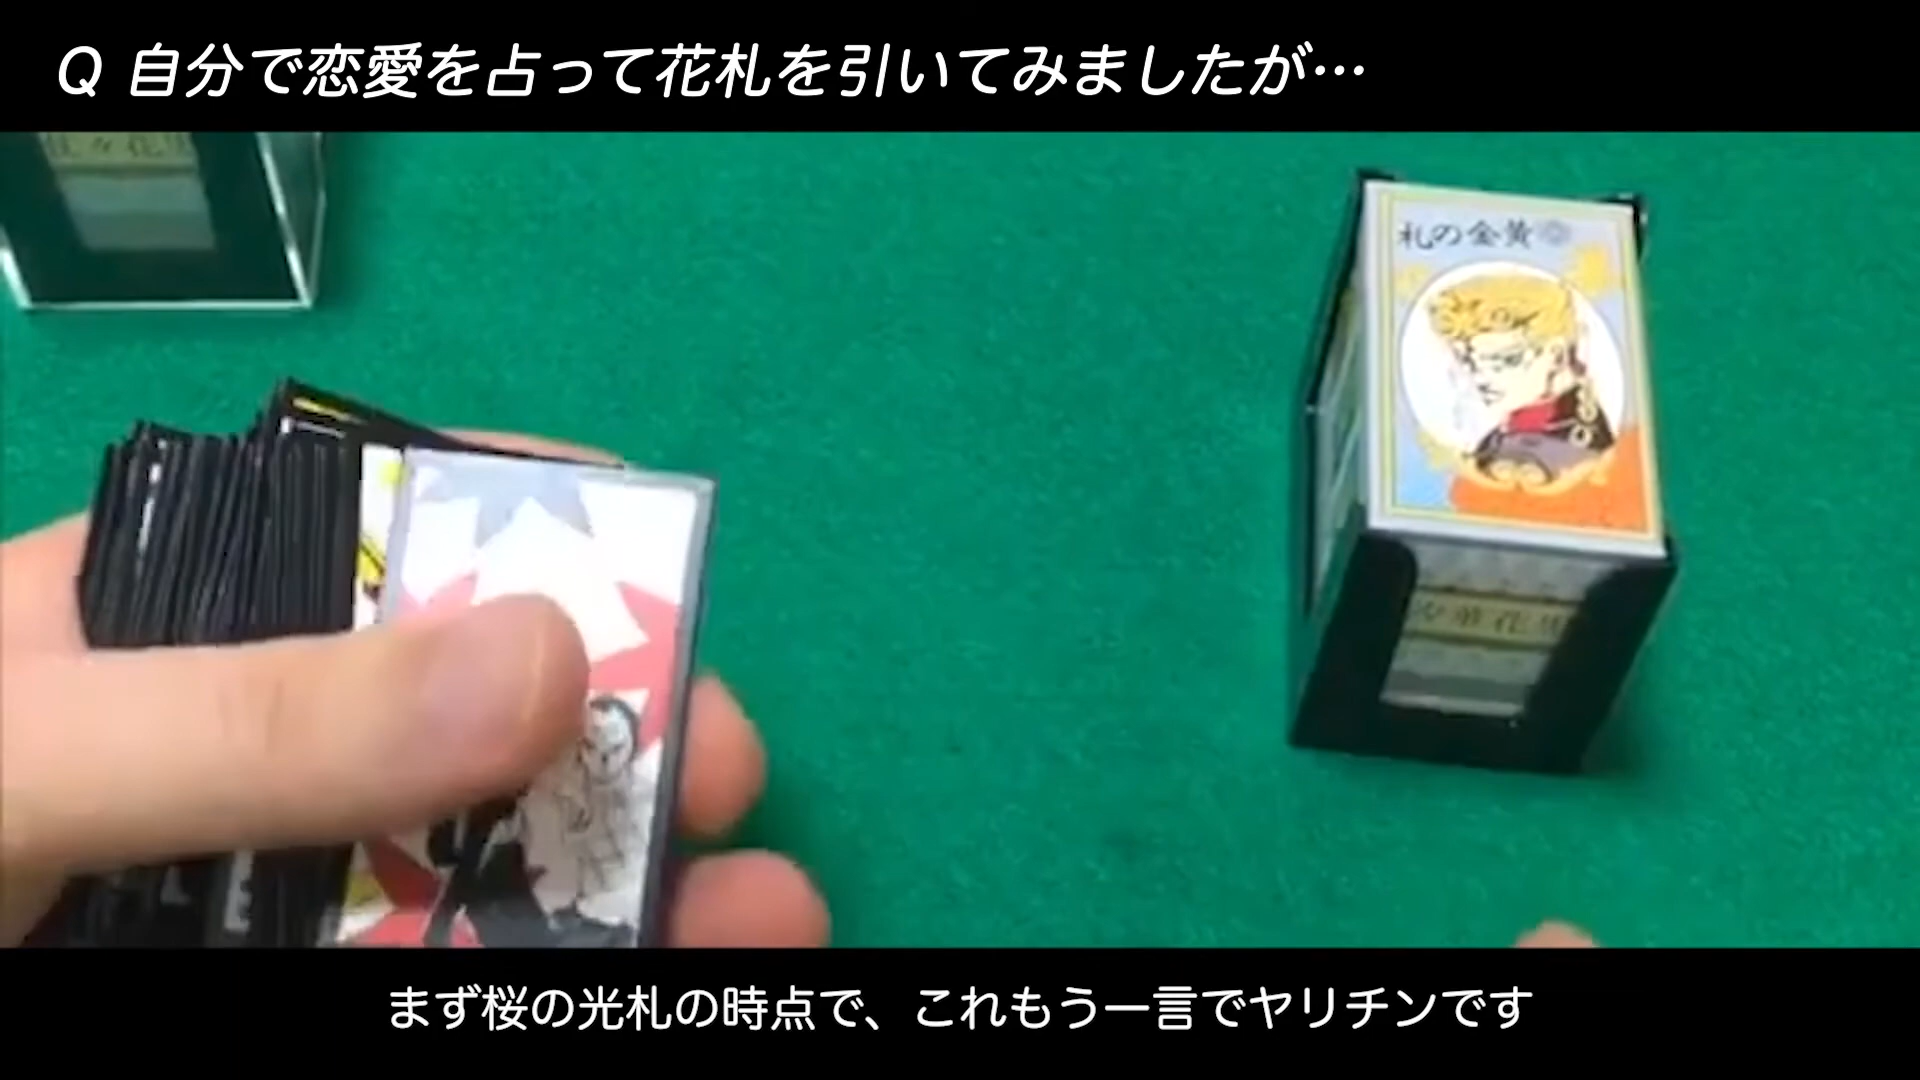 Q 自分で恋愛を占って花札を引いてみましたが…
札の金黄
まず桜の光札の時点で、これもう一言でヤリチンです